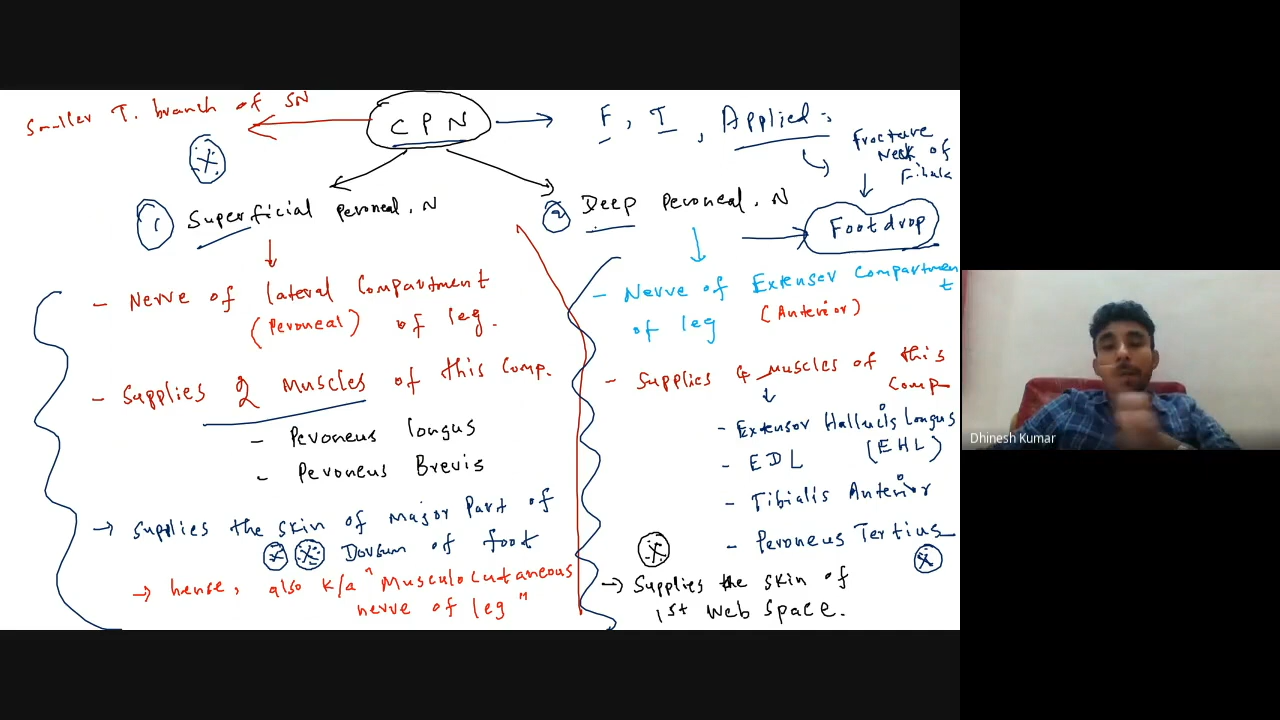 Smaller T. branch of SN
CPN
F, T, Applied :
Fracture
Neck of
Fibula
1 Superficial Peroneal. N
2 Deep Peroneal. N
Footdrop
- Nerve of lateral Compartment
(Peroneal) of leg.
- Supplies 2 Muscles of this Comp.
- Peroneus longus
- Peroneus Brevis
→ Supplies the skin of major Part of
Dorsum of foot
→ hence, also k/a "Musculocutaneous
nerve of leg"
- Nerve of Extensor Compartment
of leg (Anterior)
- Supplies 4 muscles of this
Comp
- Extensor Hallucis Longus
(EHL)
- EDL
- Tibialis Anterior
- Peroneus Tertius
→ Supplies the skin of
1st Web Space.
Dhinesh Kumar